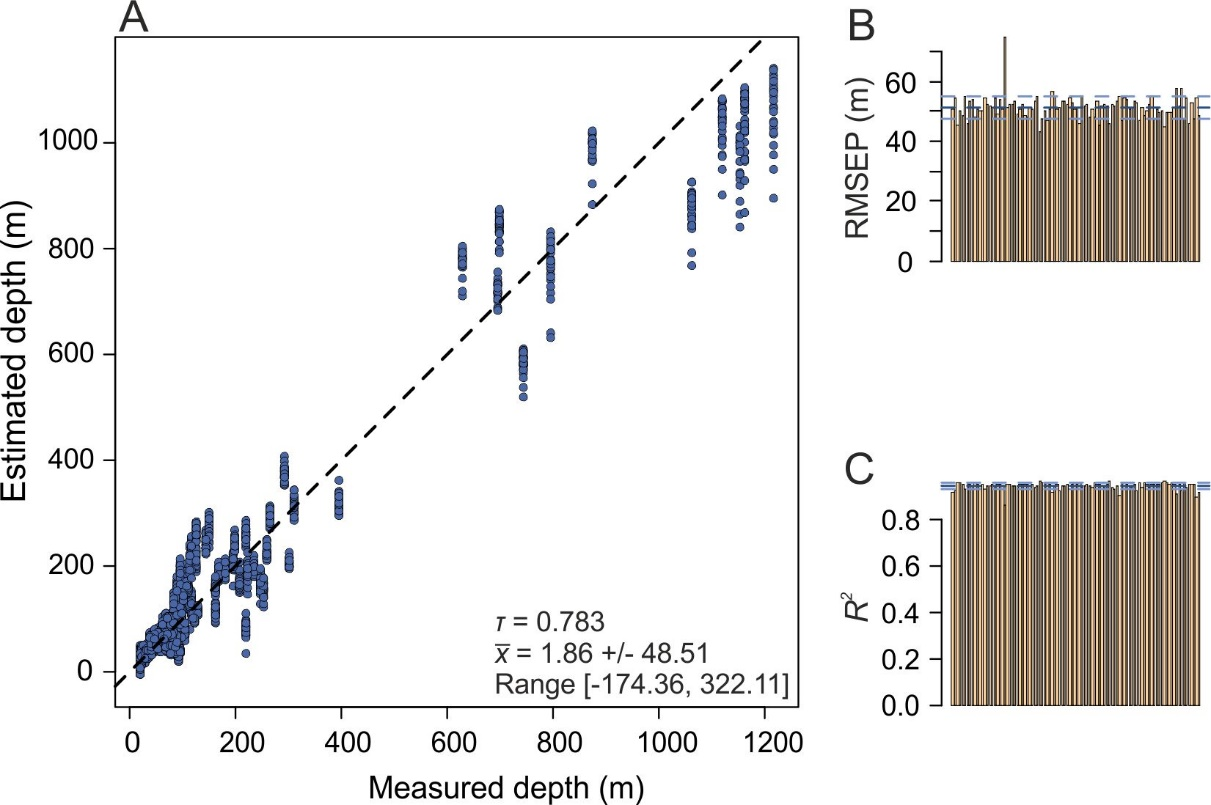 A
Estimated depth (m)
1000
800
600
400
200
0
τ = 0.783
x̅ = 1.86 +/- 48.51
Range [-174.36, 322.11]
0 200 400 600 800 1000 1200
Measured depth (m)
B
RMSEP (m)
60
40
20
0
C
R²
0.8
0.6
0.4
0.2
0.0